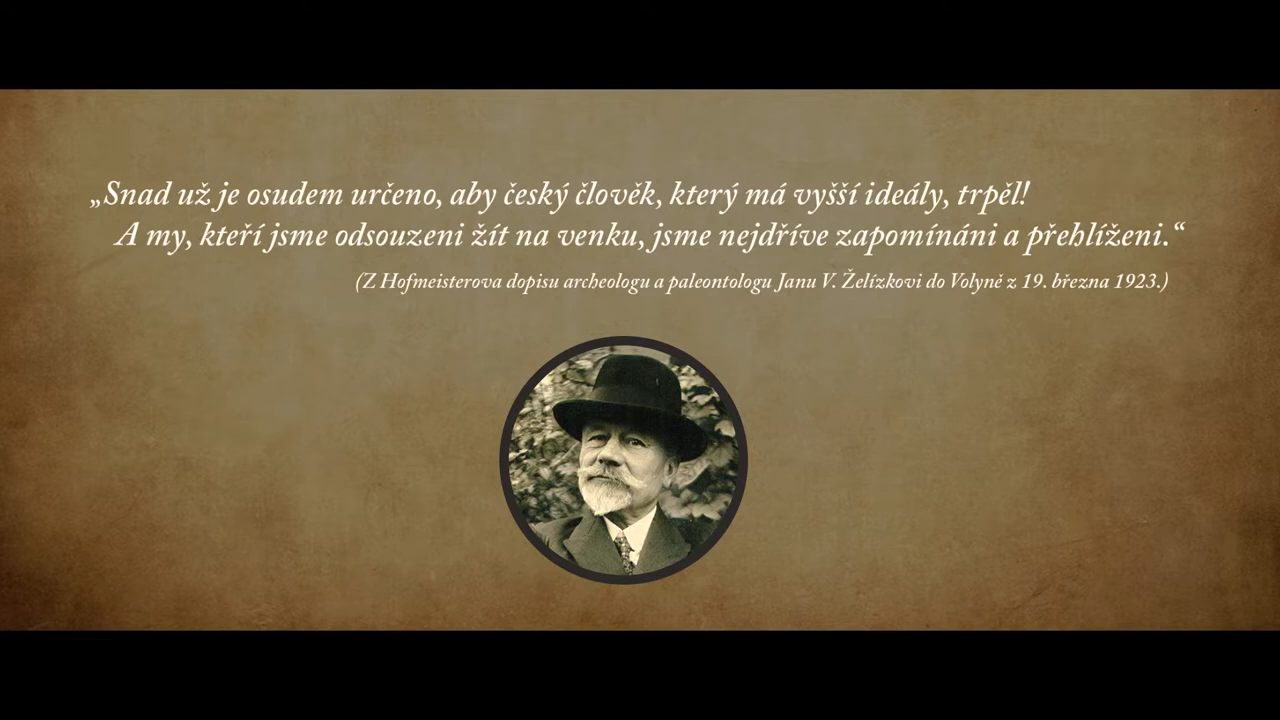 „Snad už je osudem určeno, aby český člověk, který má vyšší ideály, trpěl!
A my, kteří jsme odsouzeni žít na venku, jsme nejdříve zapomínáni a přehlíženi.“
(Z Hofmeisterova dopisu archeologu a paleontologu Janu V. Želízkovi do Volyně z 19. března 1923.)